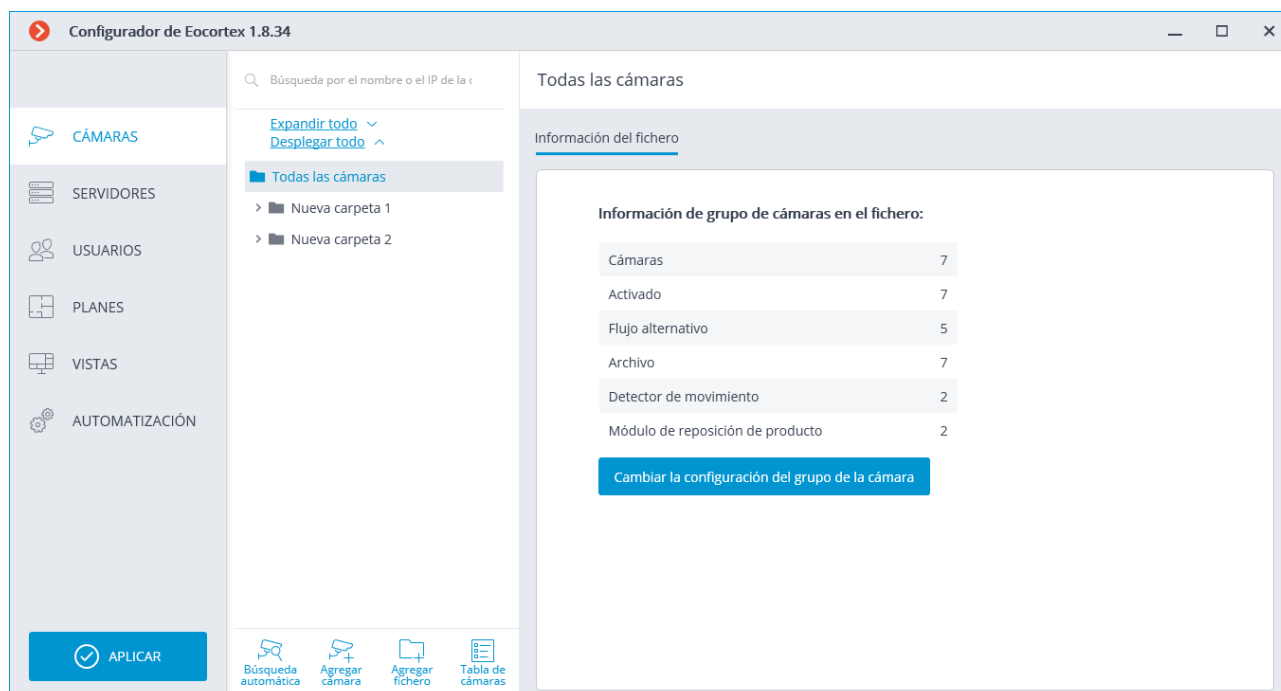 Configurador de Eocortex 1.8.34
CÁMARAS
SERVIDORES
USUARIOS
PLANES
VISTAS
AUTOMATIZACIÓN
APLICAR
Búsqueda por el nombre o el IP de la c
Expandir todo
Desplegar todo
Todas las cámaras
Nueva carpeta 1
Nueva carpeta 2
Búsqueda
automática
Agregar
cámara
Agregar
fichero
Tabla de
cámaras
Todas las cámaras
Información del fichero
Información de grupo de cámaras en el fichero:
Cámaras 7
Activado 7
Flujo alternativo 5
Archivo 7
Detector de movimiento 2
Módulo de reposición de producto 2
Cambiar la configuración del grupo de la cámara